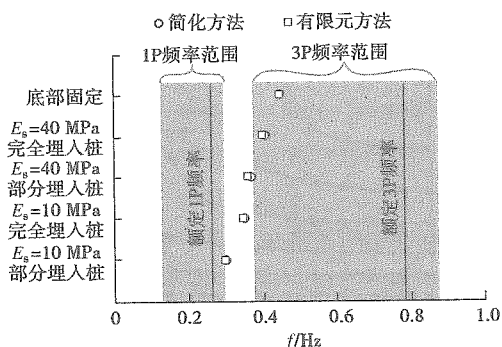 ○简化方法 □有限元方法
1P频率范围 3P频率范围
底部固定
Eₛ=40 MPa
完全埋入桩
Eₛ=40 MPa
部分埋入桩
Eₛ=10 MPa
完全埋入桩
Eₛ=10 MPa
部分埋入桩
额定1P频率
额定3P频率
0 0.2 0.4 0.6 0.8 1.0
f/Hz